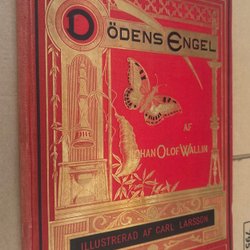 DÖDENS ENGEL
AF
JOHAN OLOF WALLIN
ILLUSTRERAD AF CARL LARSSON